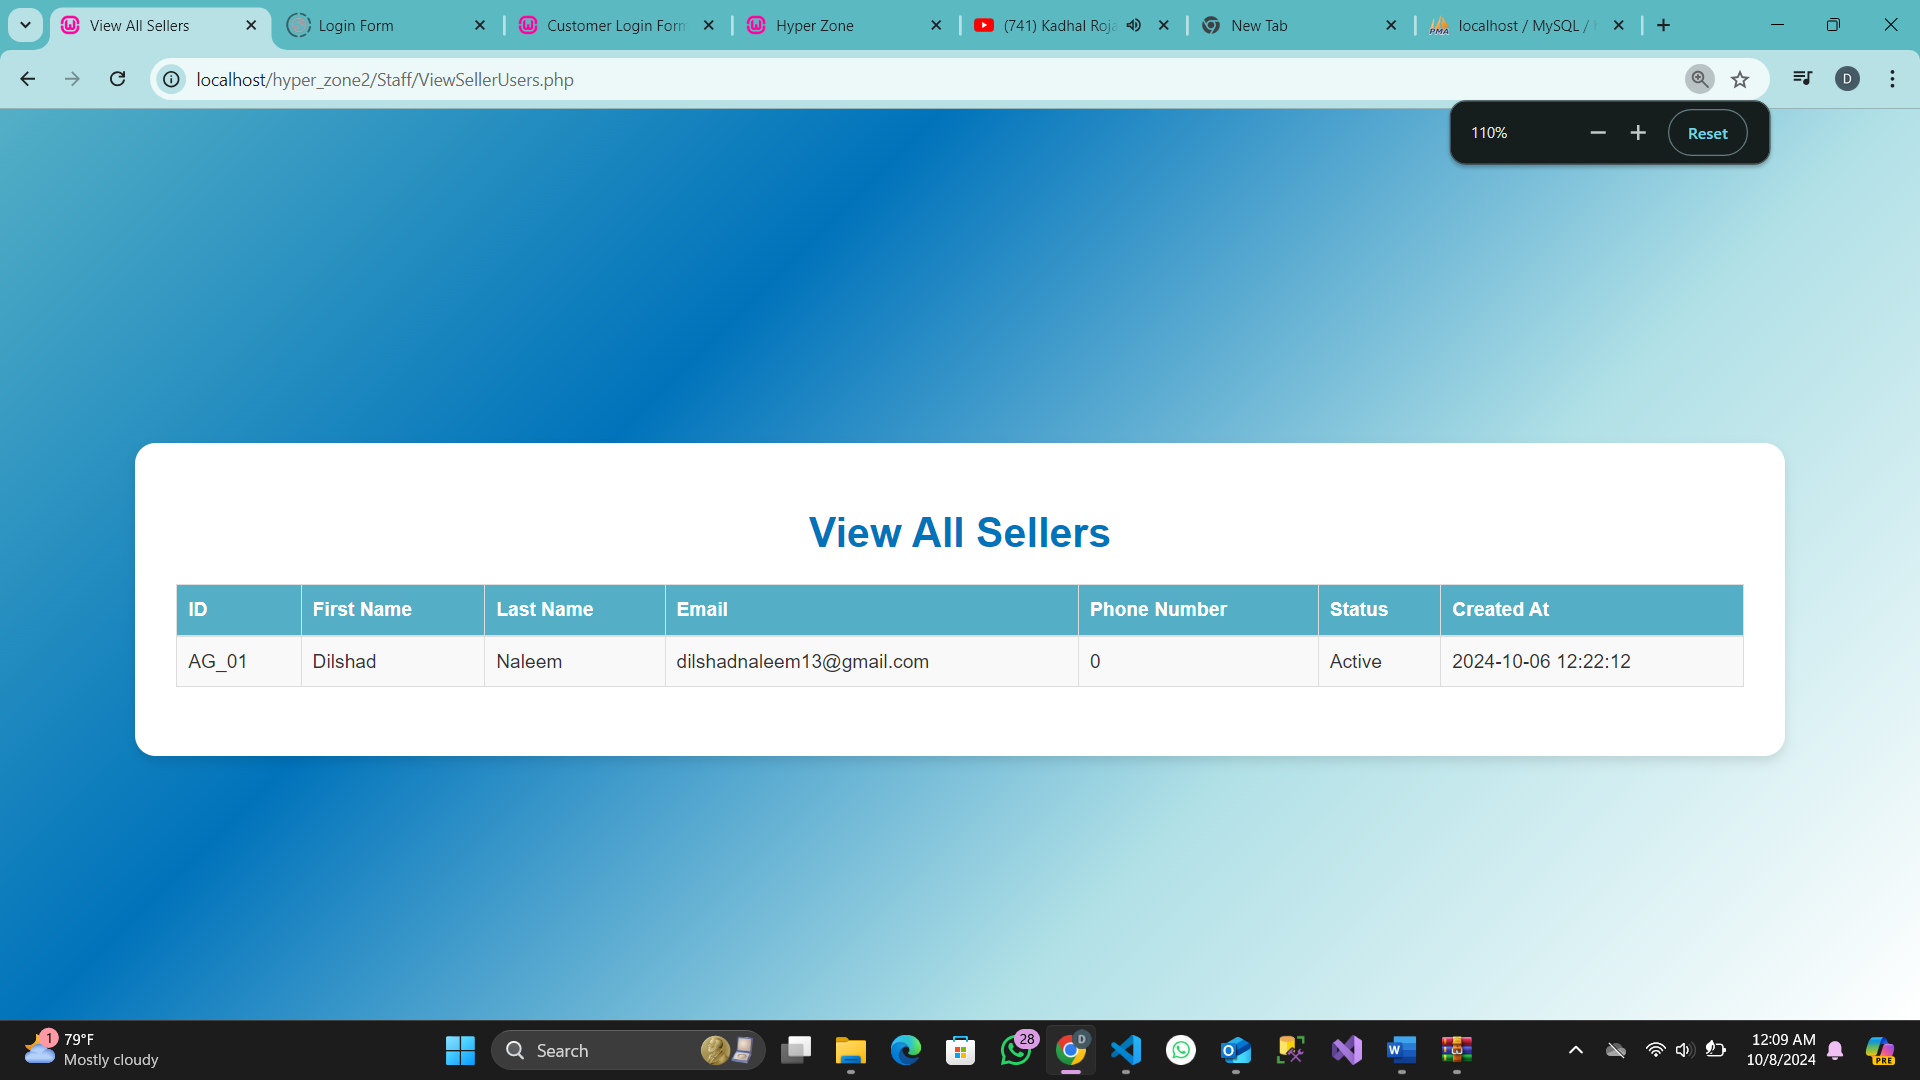 View All Sellers
Login Form
Customer Login Form
Hyper Zone
(741) Kadhal Roja
New Tab
localhost / MySQL /
localhost/hyper_zone2/Staff/ViewSellerUsers.php
D
110%
Reset
View All Sellers
ID First Name Last Name Email Phone Number Status Created At
AG_01 Dilshad Naleem dilshadnaleem13@gmail.com 0 Active 2024-10-06 12:22:12
1
79°F
Mostly cloudy
Search
28
D
12:09 AM
10/8/2024
PRE